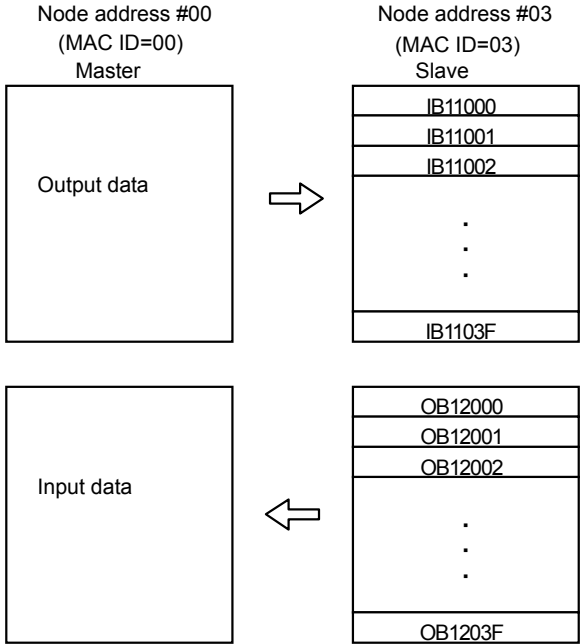 Node address #00
(MAC ID=00)
Master
Node address #03
(MAC ID=03)
Slave
Output data
IB11000
IB11001
IB11002
.
.
.
IB1103F
Input data
OB12000
OB12001
OB12002
.
.
.
OB1203F